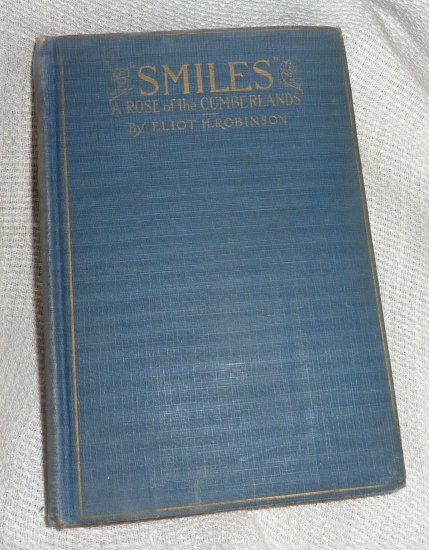 "SMILES"
A ROSE of the CUMBERLANDS
By ELIOT H. ROBINSON